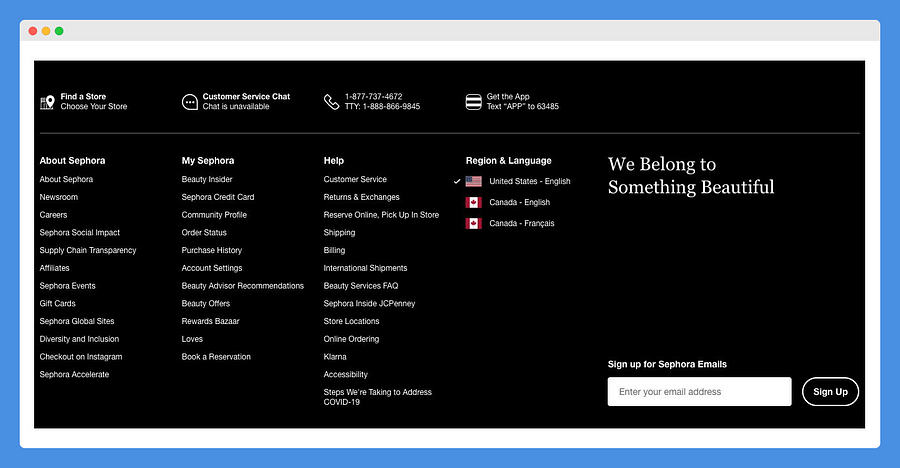 Find a Store
Choose Your Store
Customer Service Chat
Chat is unavailable
1-877-737-4672
TTY: 1-888-866-9845
Get the App
Text “APP” to 63485
About Sephora
About Sephora
Newsroom
Careers
Sephora Social Impact
Supply Chain Transparency
Affiliates
Sephora Events
Gift Cards
Sephora Global Sites
Diversity and Inclusion
Checkout on Instagram
Sephora Accelerate
My Sephora
Beauty Insider
Sephora Credit Card
Community Profile
Order Status
Purchase History
Account Settings
Beauty Advisor Recommendations
Beauty Offers
Rewards Bazaar
Loves
Book a Reservation
Help
Customer Service
Returns & Exchanges
Reserve Online, Pick Up In Store
Shipping
Billing
International Shipments
Beauty Services FAQ
Sephora Inside JCPenney
Store Locations
Online Ordering
Klarna
Accessibility
Steps We're Taking to Address
COVID-19
Region & Language
United States - English
Canada - English
Canada - Français
We Belong to
Something Beautiful
Sign up for Sephora Emails
Enter your email address
Sign Up